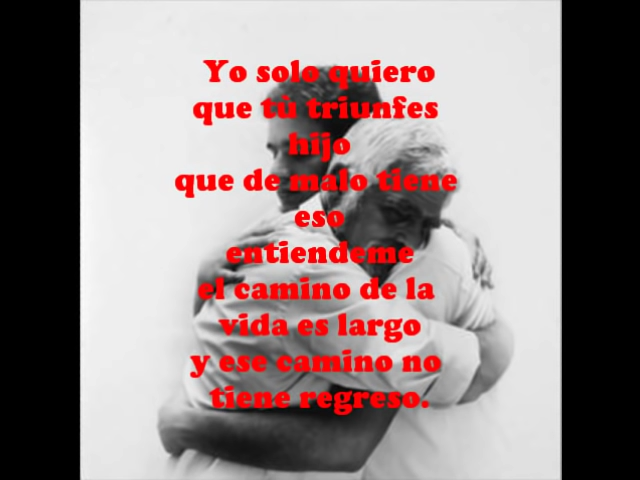 Yo solo quiero
que tù triunfes
hijo
que de malo tiene
eso
entiendeme
el camino de la
vida es largo
y ese camino no
tiene regreso.